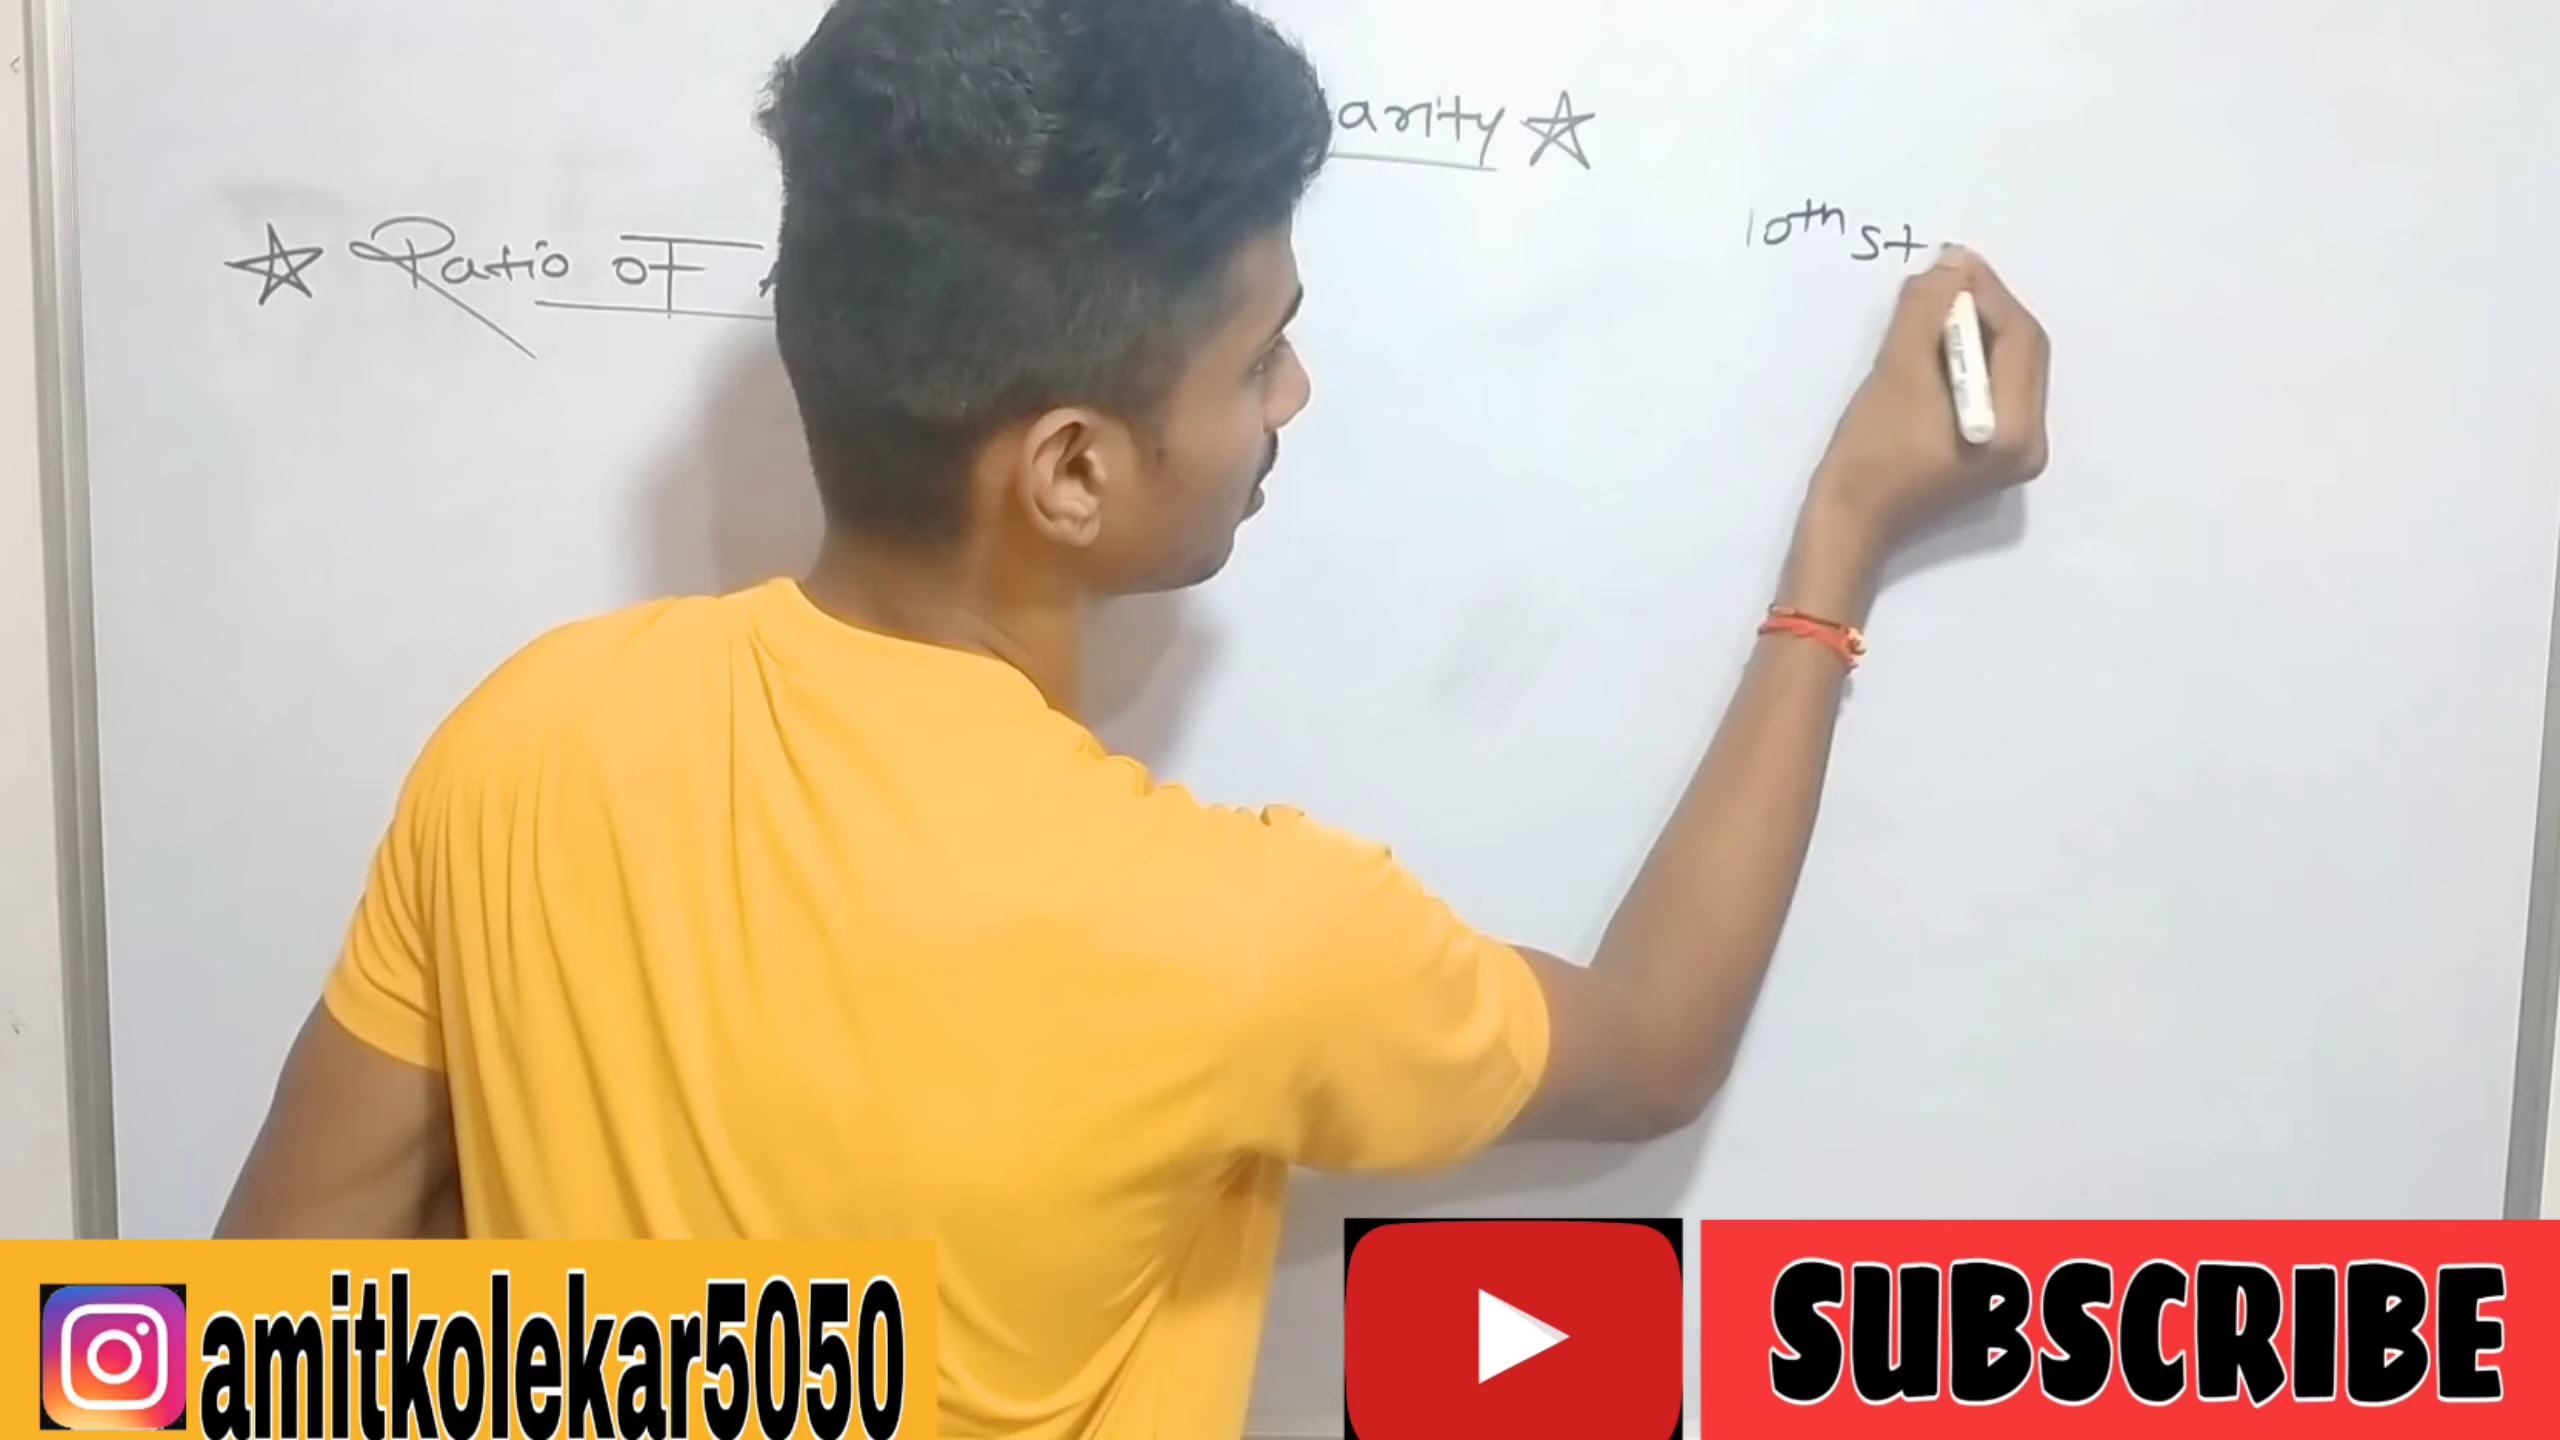 arity ☆
10th st
☆ Ratio of
amitkolekar5050
SUBSCRIBE